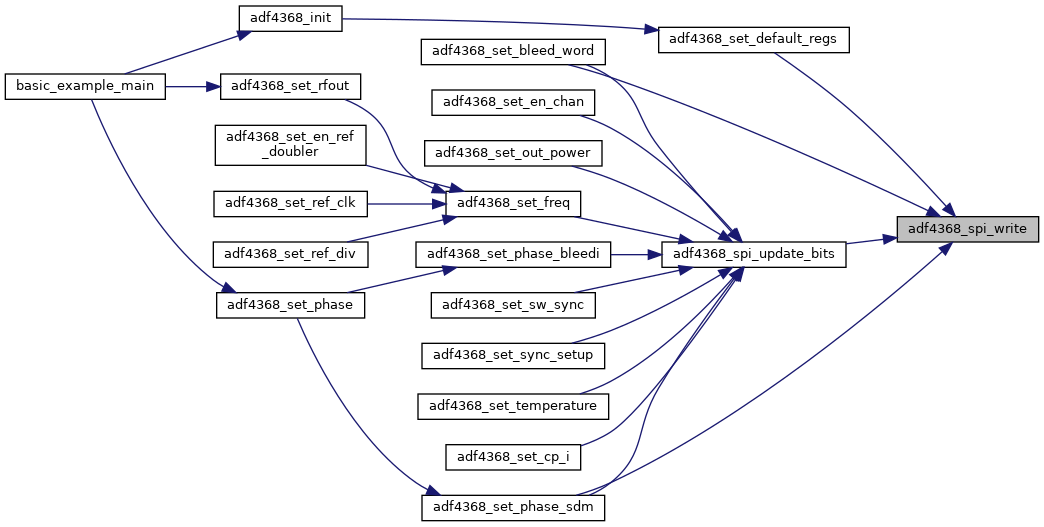 adf4368_init
adf4368_set_default_regs
adf4368_set_bleed_word
basic_example_main
adf4368_set_rfout
adf4368_set_en_chan
adf4368_set_en_ref
_doubler
adf4368_set_out_power
adf4368_set_ref_clk
adf4368_set_freq
adf4368_spi_write
adf4368_set_ref_div
adf4368_set_phase_bleedi
adf4368_spi_update_bits
adf4368_set_phase
adf4368_set_sw_sync
adf4368_set_sync_setup
adf4368_set_temperature
adf4368_set_cp_i
adf4368_set_phase_sdm